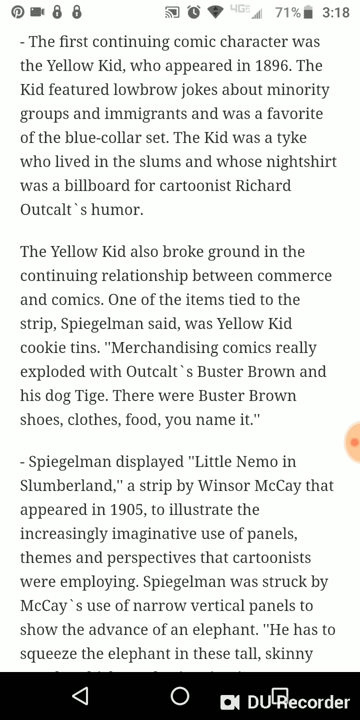 4GE 71% 3:18
- The first continuing comic character was
the Yellow Kid, who appeared in 1896. The
Kid featured lowbrow jokes about minority
groups and immigrants and was a favorite
of the blue-collar set. The Kid was a tyke
who lived in the slums and whose nightshirt
was a billboard for cartoonist Richard
Outcalt`s humor.
The Yellow Kid also broke ground in the
continuing relationship between commerce
and comics. One of the items tied to the
strip, Spiegelman said, was Yellow Kid
cookie tins. "Merchandising comics really
exploded with Outcalt`s Buster Brown and
his dog Tige. There were Buster Brown
shoes, clothes, food, you name it."
- Spiegelman displayed "Little Nemo in
Slumberland," a strip by Winsor McCay that
appeared in 1905, to illustrate the
increasingly imaginative use of panels,
themes and perspectives that cartoonists
were employing. Spiegelman was struck by
McCay`s use of narrow vertical panels to
show the advance of an elephant. "He has to
squeeze the elephant in these tall, skinny
DU Recorder